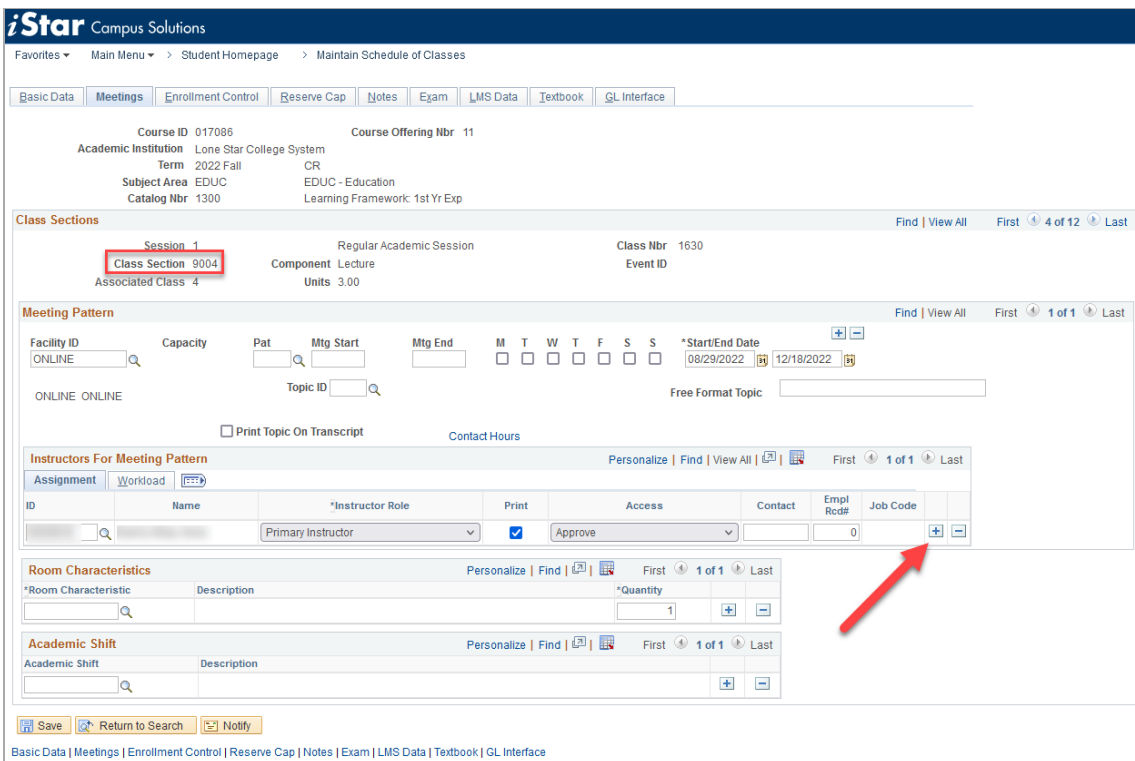 iStar Campus Solutions
Favorites Main Menu > Student Homepage > Maintain Schedule of Classes
Basic Data Meetings Enrollment Control Reserve Cap Notes Exam LMS Data Textbook GL Interface
Course ID 017086 Course Offering Nbr 11
Academic Institution Lone Star College System
Term 2022 Fall CR
Subject Area EDUC EDUC - Education
Catalog Nbr 1300 Learning Framework: 1st Yr Exp
Class Sections Find | View All First 4 of 12 Last
Session 1 Regular Academic Session Class Nbr 1630
Class Section 9004 Component Lecture Event ID
Associated Class 4 Units 3.00
Meeting Pattern Find | View All First 1 of 1 Last
Facility ID Capacity Pat Mtg Start Mtg End M T W T F S S *Start/End Date
ONLINE 08/29/2022 12/18/2022
ONLINE ONLINE Topic ID Free Format Topic
Print Topic On Transcript Contact Hours
Instructors For Meeting Pattern Personalize | Find | View All | First 1 of 1 Last
Assignment Workload
ID Name *Instructor Role Print Access Contact Empl Rcd# Job Code
Primary Instructor Approve 0
Room Characteristics Personalize | Find | First 1 of 1 Last
*Room Characteristic Description *Quantity
1
Academic Shift Personalize | Find | First 1 of 1 Last
Academic Shift Description
Save Return to Search Notify
Basic Data | Meetings | Enrollment Control | Reserve Cap | Notes | Exam | LMS Data | Textbook | GL Interface